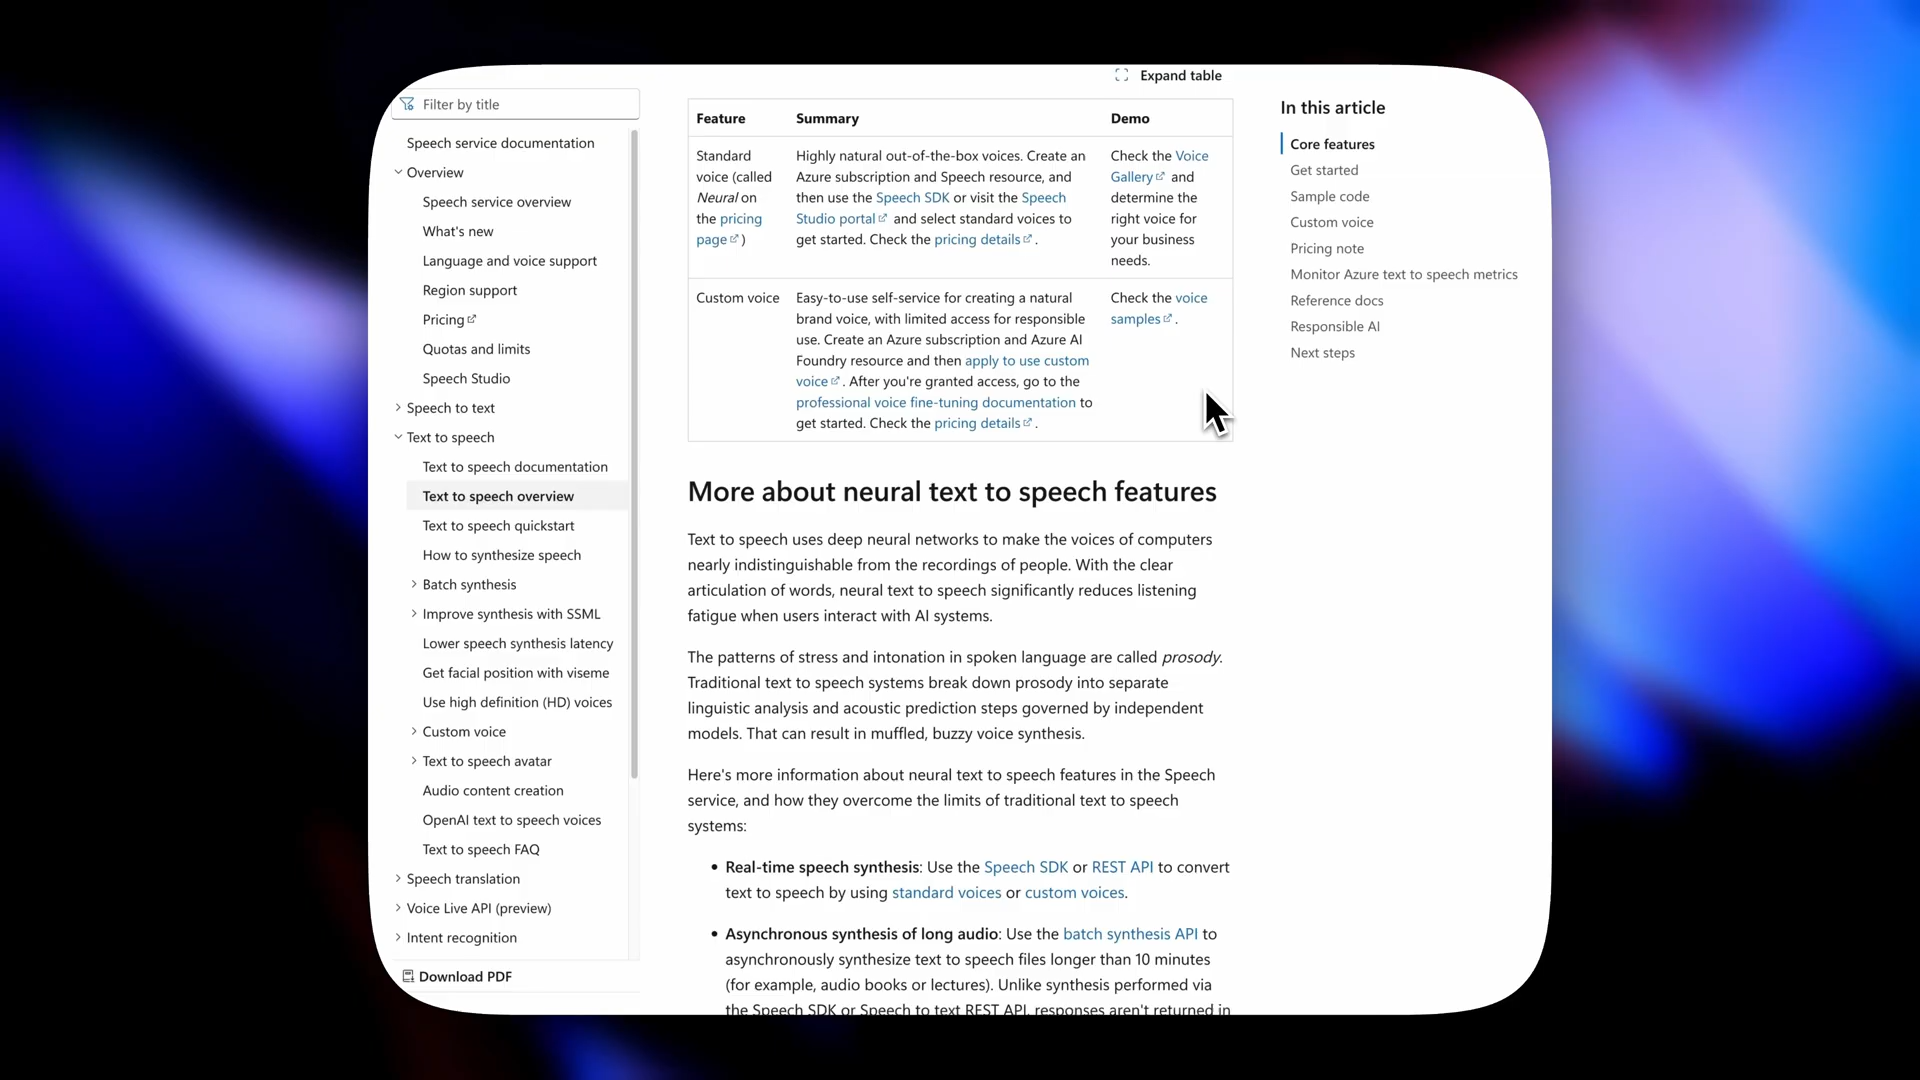 Filter by title
Speech service documentation
Overview
Speech service overview
What's new
Language and voice support
Region support
Pricing
Quotas and limits
Speech Studio
Speech to text
Text to speech
Text to speech documentation
Text to speech overview
Text to speech quickstart
How to synthesize speech
Batch synthesis
Improve synthesis with SSML
Lower speech synthesis latency
Get facial position with viseme
Use high definition (HD) voices
Custom voice
Text to speech avatar
Audio content creation
OpenAI text to speech voices
Text to speech FAQ
Speech translation
Voice Live API (preview)
Intent recognition
Download PDF
Expand table
Feature Summary Demo
Standard
voice (called
Neural on
the pricing
page )
Highly natural out-of-the-box voices. Create an
Azure subscription and Speech resource, and
then use the Speech SDK or visit the Speech
Studio portal and select standard voices to
get started. Check the pricing details .
Check the Voice
Gallery and
determine the
right voice for
your business
needs.
Custom voice
Easy-to-use self-service for creating a natural
brand voice, with limited access for responsible
use. Create an Azure subscription and Azure AI
Foundry resource and then apply to use custom
voice . After you're granted access, go to the
professional voice fine-tuning documentation to
get started. Check the pricing details .
Check the voice
samples .
More about neural text to speech features
Text to speech uses deep neural networks to make the voices of computers
nearly indistinguishable from the recordings of people. With the clear
articulation of words, neural text to speech significantly reduces listening
fatigue when users interact with AI systems.
The patterns of stress and intonation in spoken language are called prosody.
Traditional text to speech systems break down prosody into separate
linguistic analysis and acoustic prediction steps governed by independent
models. That can result in muffled, buzzy voice synthesis.
Here's more information about neural text to speech features in the Speech
service, and how they overcome the limits of traditional text to speech
systems:
• Real-time speech synthesis: Use the Speech SDK or REST API to convert
text to speech by using standard voices or custom voices.
• Asynchronous synthesis of long audio: Use the batch synthesis API to
asynchronously synthesize text to speech files longer than 10 minutes
(for example, audio books or lectures). Unlike synthesis performed via
the Speech SDK or Speech to text REST API, responses aren't returned in
In this article
Core features
Get started
Sample code
Custom voice
Pricing note
Monitor Azure text to speech metrics
Reference docs
Responsible AI
Next steps